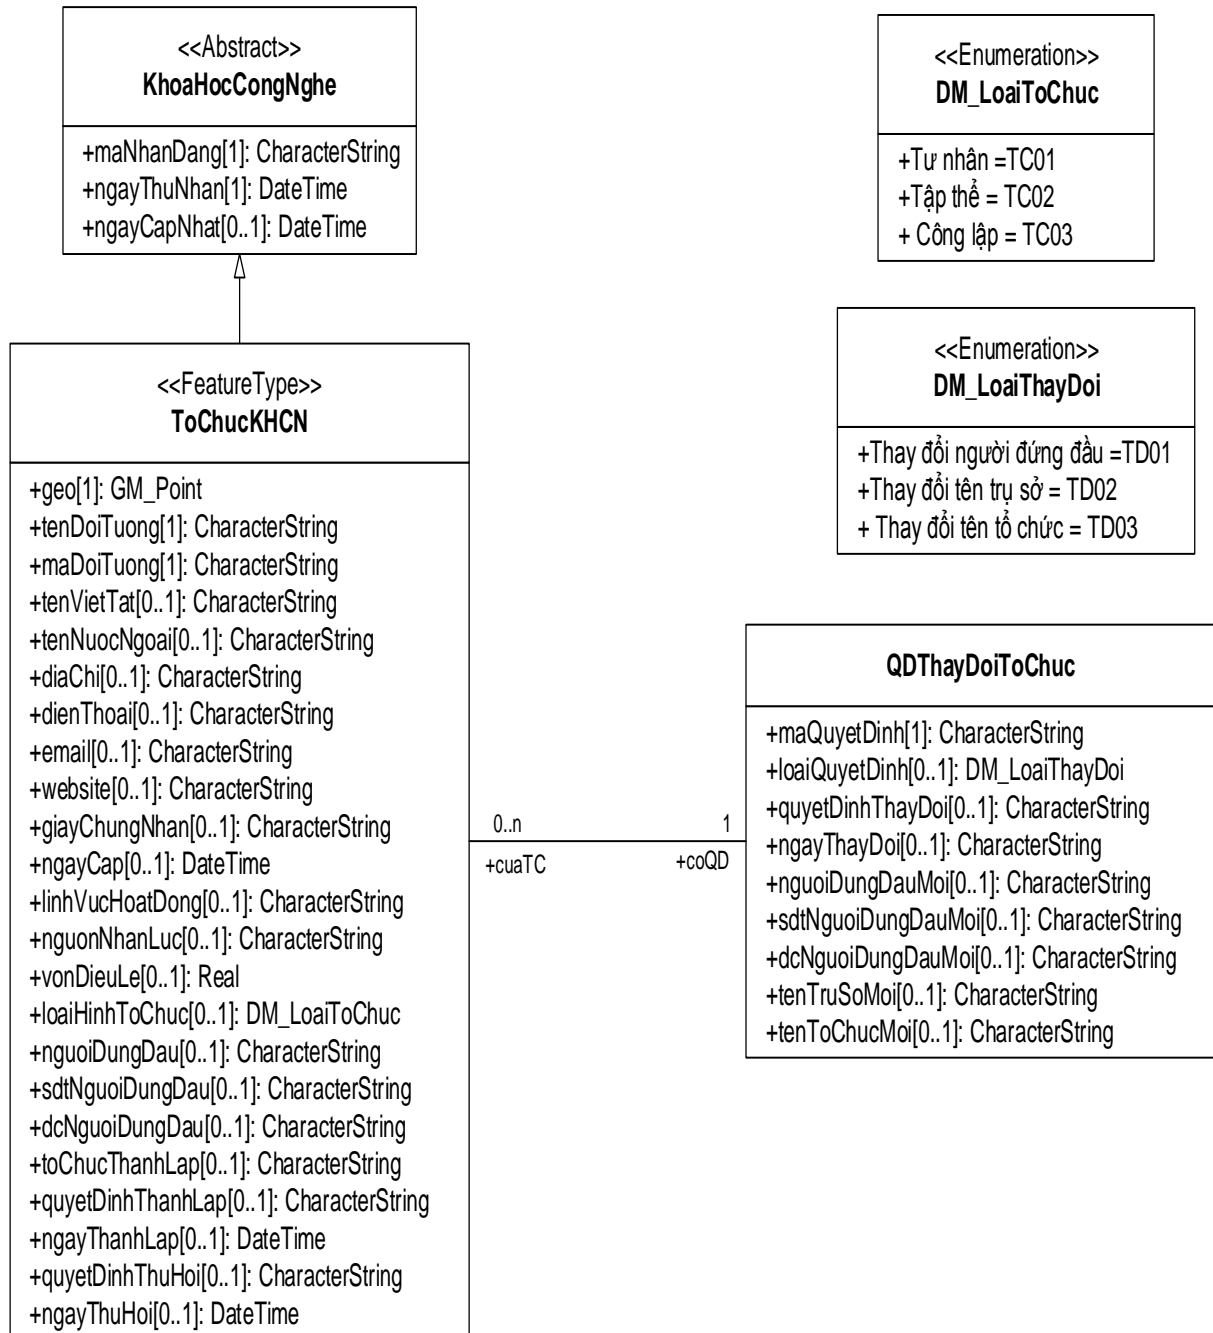 <<Abstract>>
KhoaHocCongNghe
+maNhanDang[1]: CharacterString
+ngayThuNhan[1]: DateTime
+ngayCapNhat[0..1]: DateTime
<<FeatureType>>
ToChucKHCN
+geo[1]: GM_Point
+tenDoiTuong[1]: CharacterString
+maDoiTuong[1]: CharacterString
+tenVietTat[0..1]: CharacterString
+tenNuocNgoai[0..1]: CharacterString
+diaChi[0..1]: CharacterString
+dienThoai[0..1]: CharacterString
+email[0..1]: CharacterString
+website[0..1]: CharacterString
+giayChungNhan[0..1]: CharacterString
+ngayCap[0..1]: DateTime
+linhVucHoatDong[0..1]: CharacterString
+nguonNhanLuc[0..1]: CharacterString
+vonDieuLe[0..1]: Real
+loaiHinhToChuc[0..1]: DM_LoaiToChuc
+nguoiDungDau[0..1]: CharacterString
+sdtNguoiDungDau[0..1]: CharacterString
+dcNguoiDungDau[0..1]: CharacterString
+toChucThanhLap[0..1]: CharacterString
+quyetDinhThanhLap[0..1]: CharacterString
+ngayThanhLap[0..1]: DateTime
+quyetDinhThuHoi[0..1]: CharacterString
+ngayThuHoi[0..1]: DateTime
0..n
+cuaTC
1
+coQD
<<Enumeration>>
DM_LoaiToChuc
+Tư nhân =TC01
+Tập thể = TC02
+ Công lập = TC03
<<Enumeration>>
DM_LoaiThayDoi
+Thay đổi người đứng đầu =TD01
+Thay đổi tên trụ sở = TD02
+ Thay đổi tên tổ chức = TD03
QDThayDoiToChuc
+maQuyetDinh[1]: CharacterString
+loaiQuyetDinh[0..1]: DM_LoaiThayDoi
+quyetDinhThayDoi[0..1]: CharacterString
+ngayThayDoi[0..1]: CharacterString
+nguoiDungDauMoi[0..1]: CharacterString
+sdtNguoiDungDauMoi[0..1]: CharacterString
+dcNguoiDungDauMoi[0..1]: CharacterString
+tenTruSoMoi[0..1]: CharacterString
+tenToChucMoi[0..1]: CharacterString